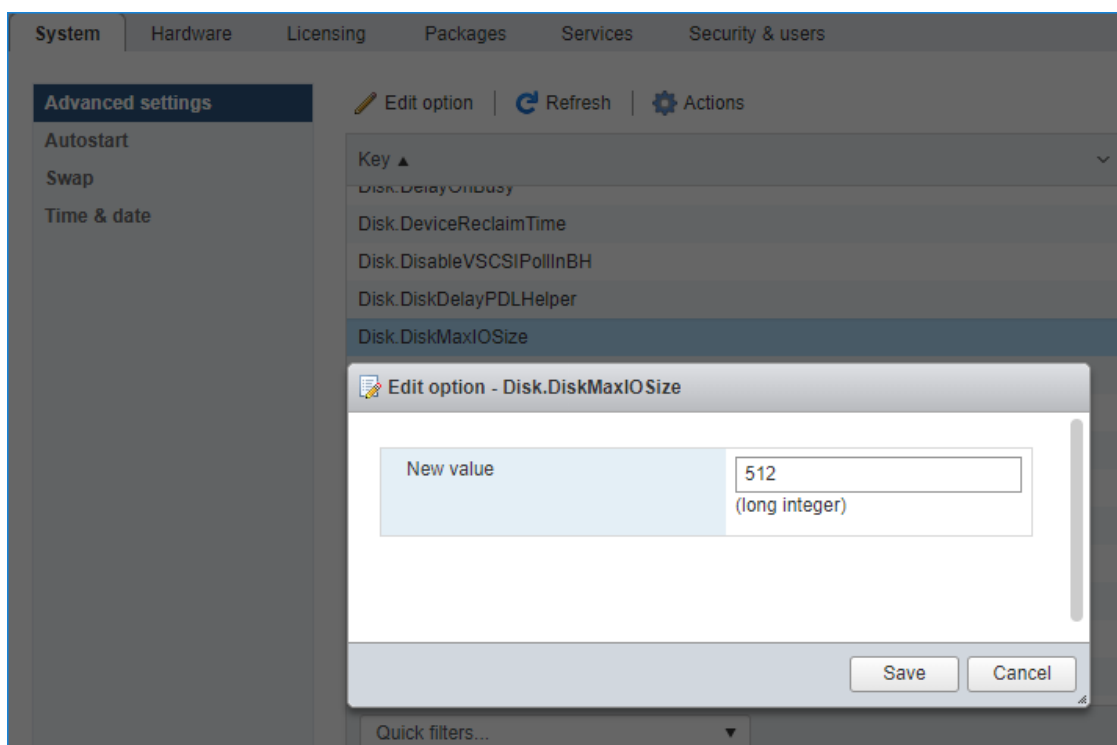 System Hardware Licensing Packages Services Security & users
Advanced settings
Autostart
Swap
Time & date
Edit option Refresh Actions
Key ▲
Disk.DelayOnBusy
Disk.DeviceReclaimTime
Disk.DisableVSCSIPollInBH
Disk.DiskDelayPDLHelper
Disk.DiskMaxIOSize
Edit option - Disk.DiskMaxIOSize
New value
512
(long integer)
Save Cancel
Quick filters...